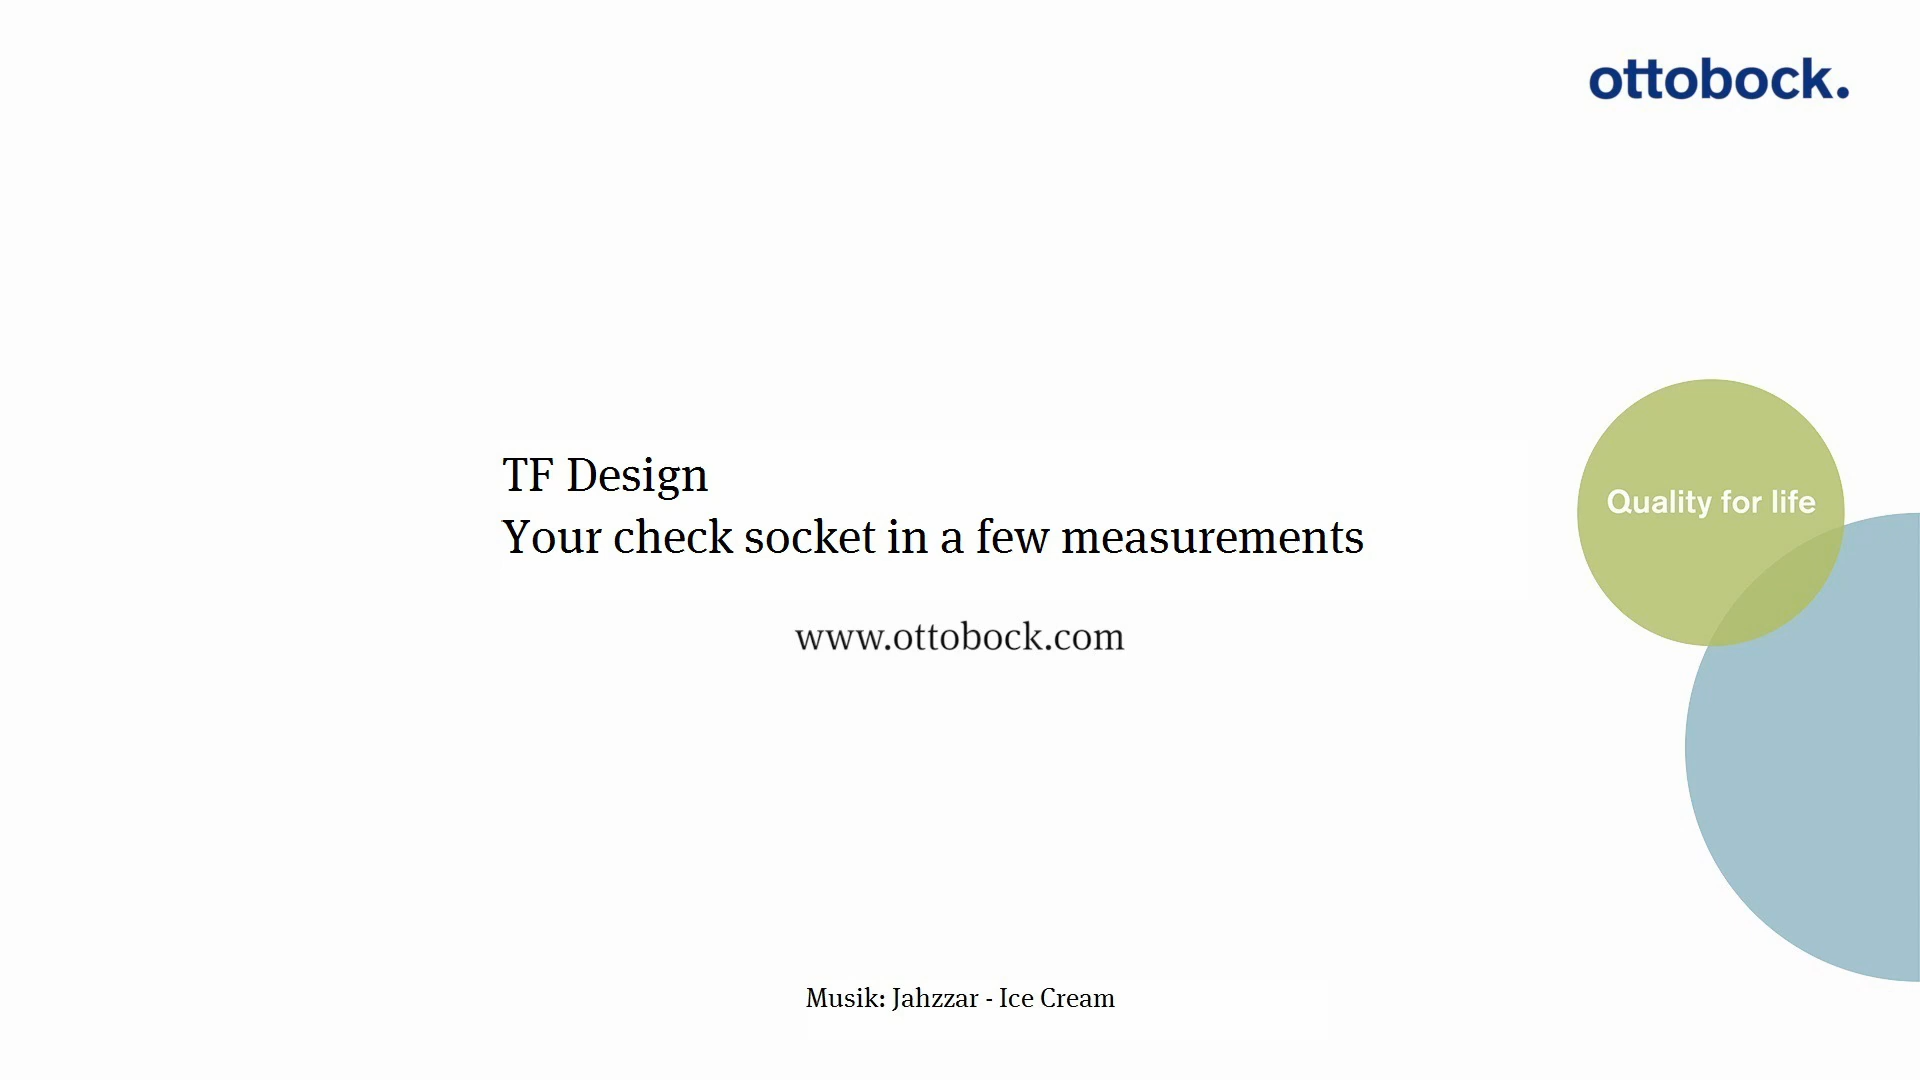 ottobock.
TF Design
Your check socket in a few measurements
Quality for life
www.ottobock.com
Musik: Jahzzar - Ice Cream